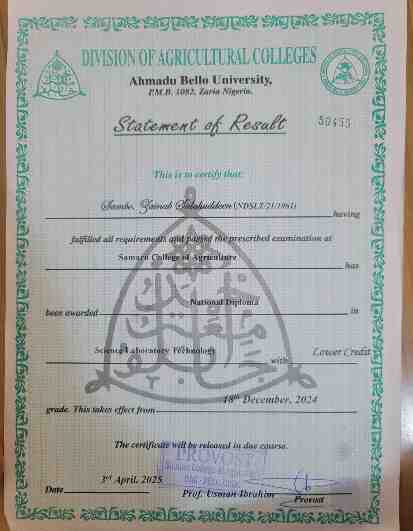 DIVISION OF AGRICULTURAL COLLEGES
Ahmadu Bello University,
P.M.B. 1082, Zaria Nigeria.
Statement of Result
This is to certify that:
Sambo, Zainab Salahuddeen (NDSLT/21/1961) having
fulfilled all requirements and passed the prescribed examination at
Samaru College of Agriculture has
been awarded National Diploma in
Science Laboratory Technology with Lower Credit
grade. This takes effect from 18th December, 2024
The certificate will be released in due course.
PROVOST
Date 3rd April, 2025 Prof. Usman Ibrahim
Provost